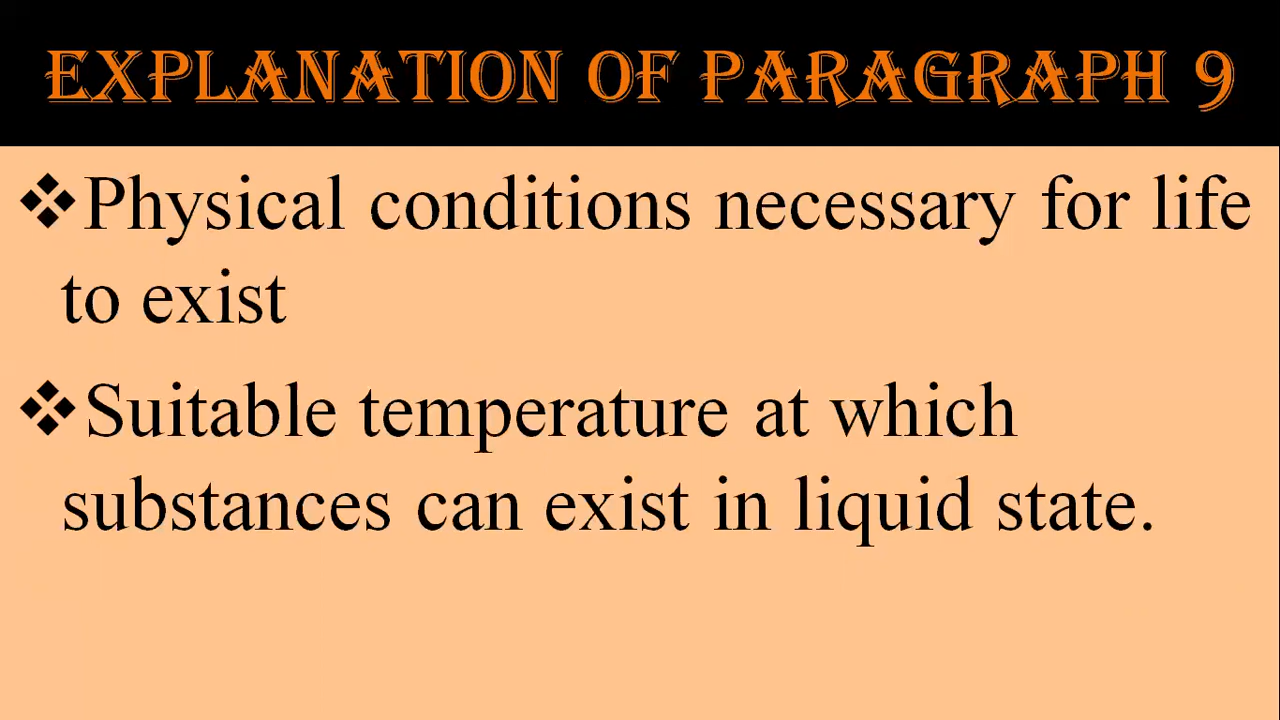 EXPLANATION OF PARAGRAPH 9
❖Physical conditions necessary for life
to exist
❖Suitable temperature at which
substances can exist in liquid state.